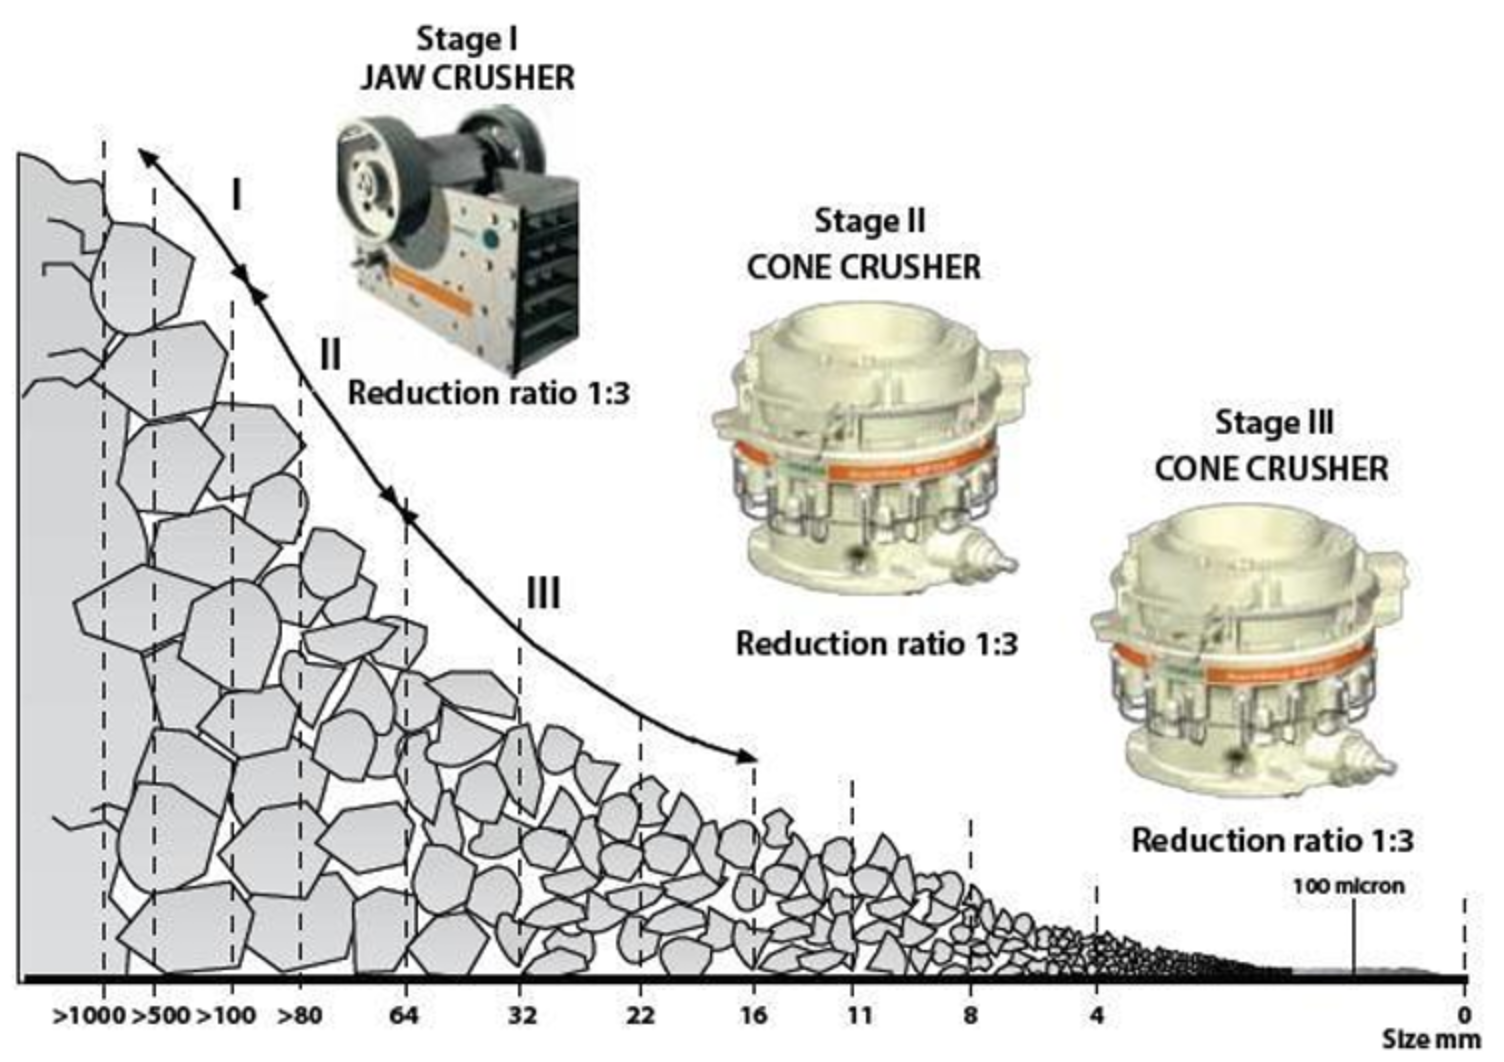 Stage I
JAW CRUSHER
I
Stage II
CONE CRUSHER
II
Reduction ratio 1:3
Stage III
CONE CRUSHER
III
Reduction ratio 1:3
Reduction ratio 1:3
100 micron
>1000 >500 >100 >80 64 32 22 16 11 8 4 0
Size mm